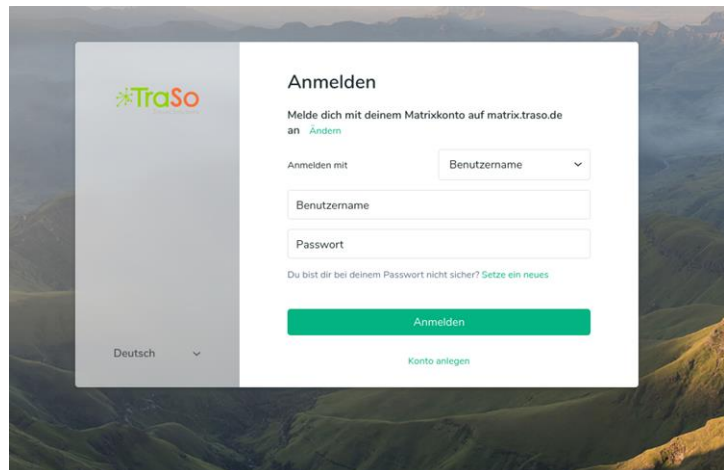 TraSo
Anmelden
Melde dich mit deinem Matrixkonto auf matrix.traso.de
an Ändern
Anmelden mit
Benutzername
Benutzername
Passwort
Du bist dir bei deinem Passwort nicht sicher? Setze ein neues
Anmelden
Deutsch
Konto anlegen